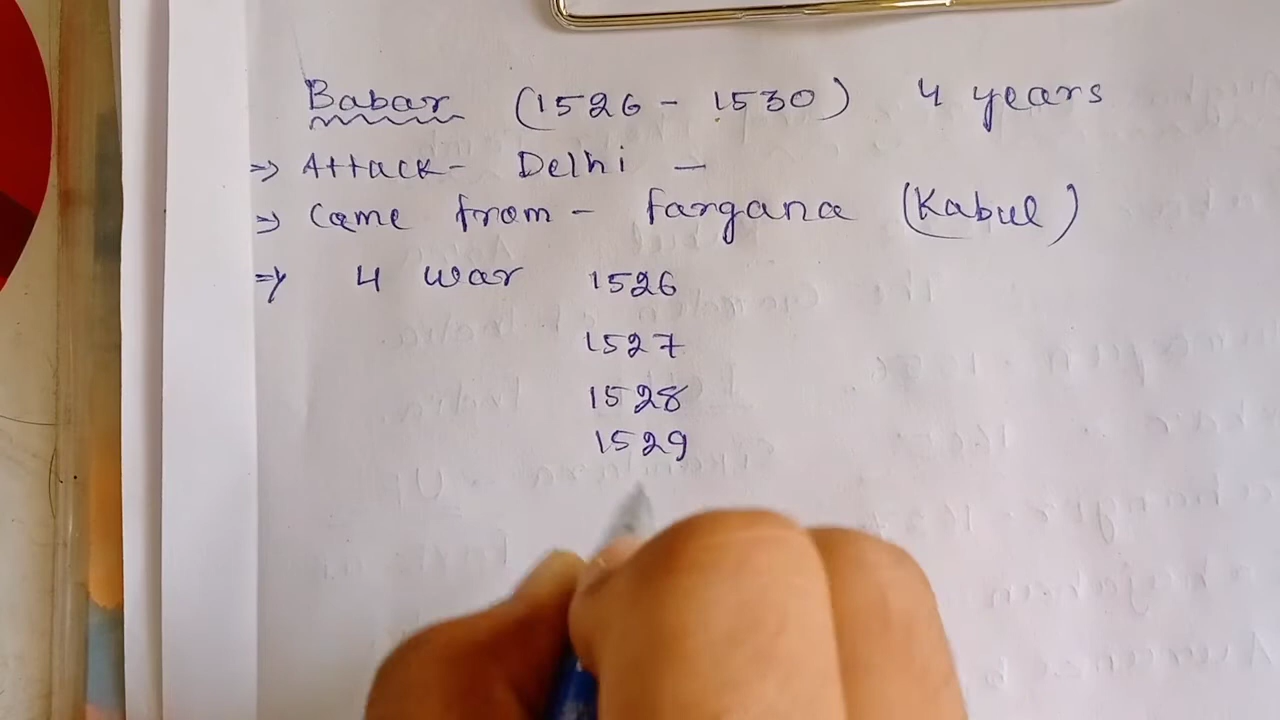 Babar (1526 - 1530) 4 years
⇒ Attack - Delhi -
⇒ Came from - fargana (Kabul)
⇒ 4 war 1526
1527
1528
1529